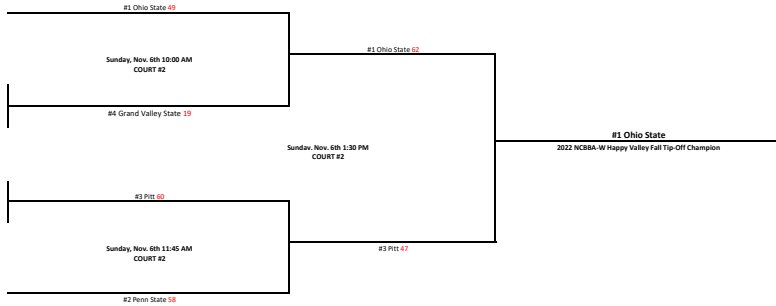 #1 Ohio State 49
Sunday, Nov. 6th 10:00 AM
COURT #2
#4 Grand Valley State 19
#1 Ohio State 62
Sunday, Nov. 6th 1:30 PM
COURT #2
#1 Ohio State
2022 NCBBA-W Happy Valley Fall Tip-Off Champion
#3 Pitt 60
Sunday, Nov. 6th 11:45 AM
COURT #2
#3 Pitt 47
#2 Penn State 58